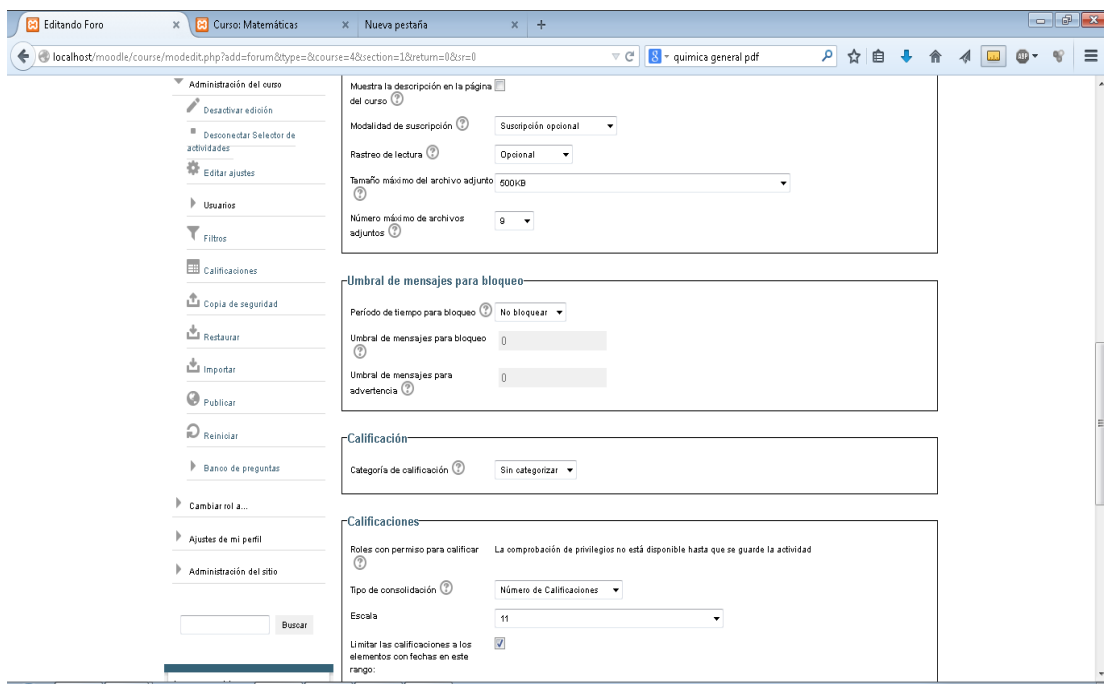 Editando Foro
Curso: Matemáticas
Nueva pestaña
localhost/moodle/course/modedit.php?add=forum&type=&course=4&section=1&return=0&sr=0
quimica general pdf
Administración del curso
Desactivar edición
Desconectar Selector de
actividades
Editar ajustes
Usuarios
Filtros
Calificaciones
Copia de seguridad
Restaurar
Importar
Publicar
Reiniciar
Banco de preguntas
Cambiar rol a...
Ajustes de mi perfil
Administración del sitio
Buscar
Muestra la descripción en la página
del curso
Modalidad de suscripción
Suscripción opcional
Rastreo de lectura
Opcional
Tamaño máximo del archivo adjunto
500KB
Número máximo de archivos
adjuntos
9
Umbral de mensajes para bloqueo
Período de tiempo para bloqueo
No bloquear
Umbral de mensajes para bloqueo
0
Umbral de mensajes para
advertencia
0
Calificación
Categoría de calificación
Sin categorizar
Calificaciones
Roles con permiso para calificar
La comprobación de privilegios no está disponible hasta que se guarde la actividad
Tipo de consolidación
Número de Calificaciones
Escala
11
Limitar las calificaciones a los
elementos con fechas en este
rango: